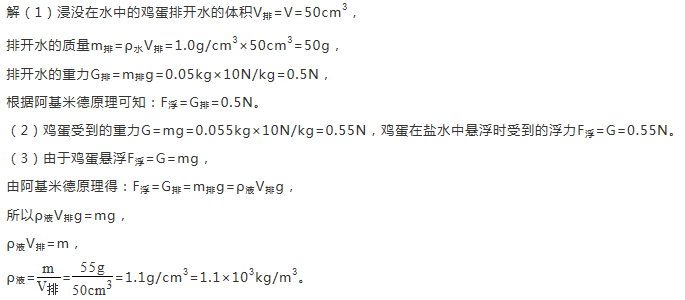 解（1）浸没在水中的鸡蛋排开水的体积V排=V=50cm³，
排开水的质量m排=ρ水V排=1.0g/cm³×50cm³=50g，
排开水的重力G排=m排g=0.05kg×10N/kg=0.5N，
根据阿基米德原理可知：F浮=G排=0.5N。
（2）鸡蛋受到的重力G=mg=0.055kg×10N/kg=0.55N，鸡蛋在盐水中悬浮时受到的浮力F浮=G=0.55N。
（3）由于鸡蛋悬浮F浮=G=mg，
由阿基米德原理得：F浮=G排=m排g=ρ液V排g，
所以ρ液V排g=mg，
ρ液V排=m，
ρ液=m/V排=55g/50cm³=1.1g/cm³=1.1×10³kg/m³。